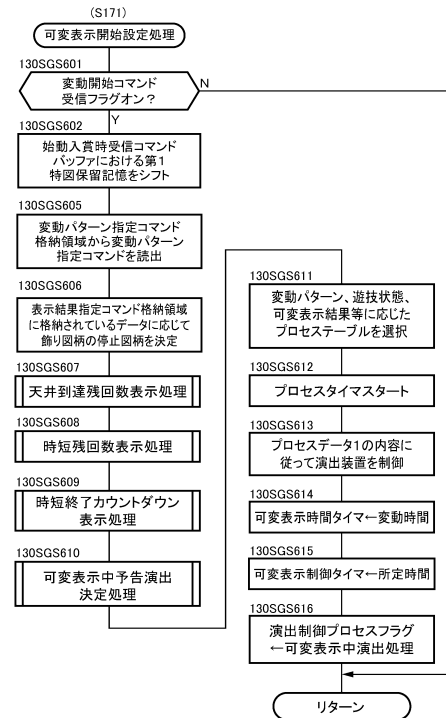 (S171)
可変表示開始設定処理
130SGS601
変動開始コマンド
受信フラグオン？
N
Y
130SGS602
始動入賞時受信コマンド
バッファにおける第1
特図保留記憶をシフト
130SGS605
変動パターン指定コマンド
格納領域から変動パターン
指定コマンドを読出
130SGS606
表示結果指定コマンド格納領域
に格納されているデータに応じて
飾り図柄の停止図柄を決定
130SGS607
天井到達残回数表示処理
130SGS608
時短残回数表示処理
130SGS609
時短終了カウントダウン
表示処理
130SGS610
可変表示中予告演出
決定処理
130SGS611
変動パターン、遊技状態、
可変表示結果等に応じた
プロセステーブルを選択
130SGS612
プロセスタイマスタート
130SGS613
プロセスデータ1の内容に
従って演出装置を制御
130SGS614
可変表示時間タイマ←変動時間
130SGS615
可変表示制御タイマ←所定時間
130SGS616
演出制御プロセスフラグ
←可変表示中演出処理
リターン